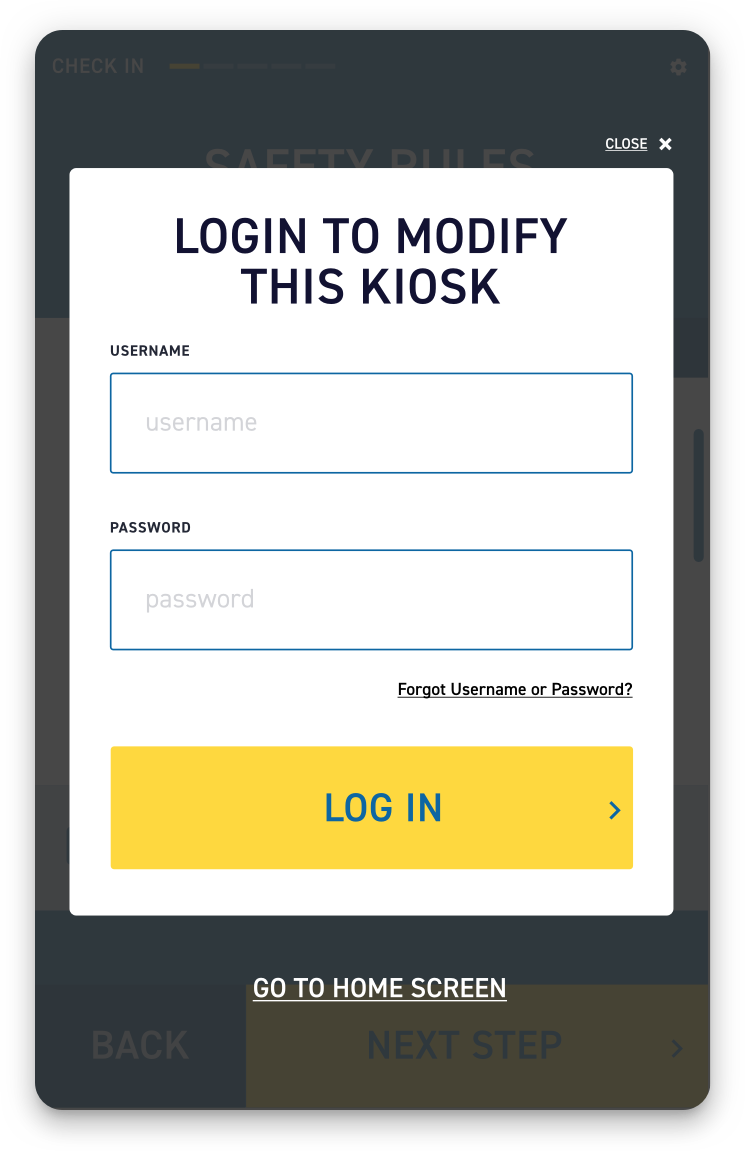 CHECK IN
CLOSE
SAFETY RULES
LOGIN TO MODIFY
THIS KIOSK
USERNAME
username
PASSWORD
password
Forgot Username or Password?
LOG IN
GO TO HOME SCREEN
BACK
NEXT STEP